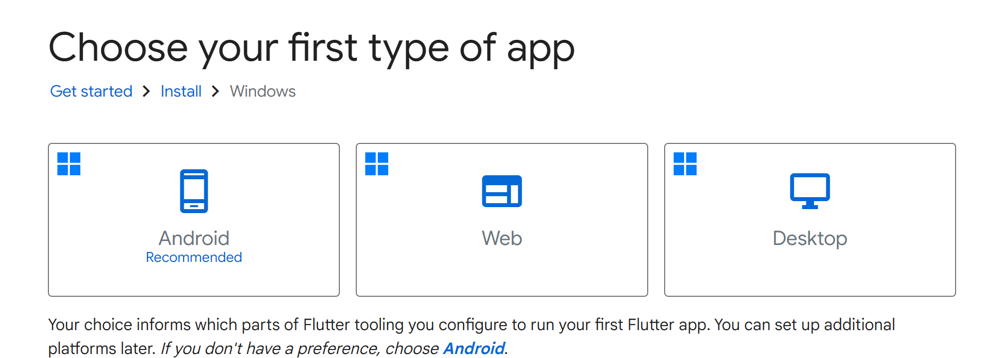 Choose your first type of app
Get started > Install > Windows
Android
Recommended
Web
Desktop
Your choice informs which parts of Flutter tooling you configure to run your first Flutter app. You can set up additional
platforms later. If you don't have a preference, choose Android.